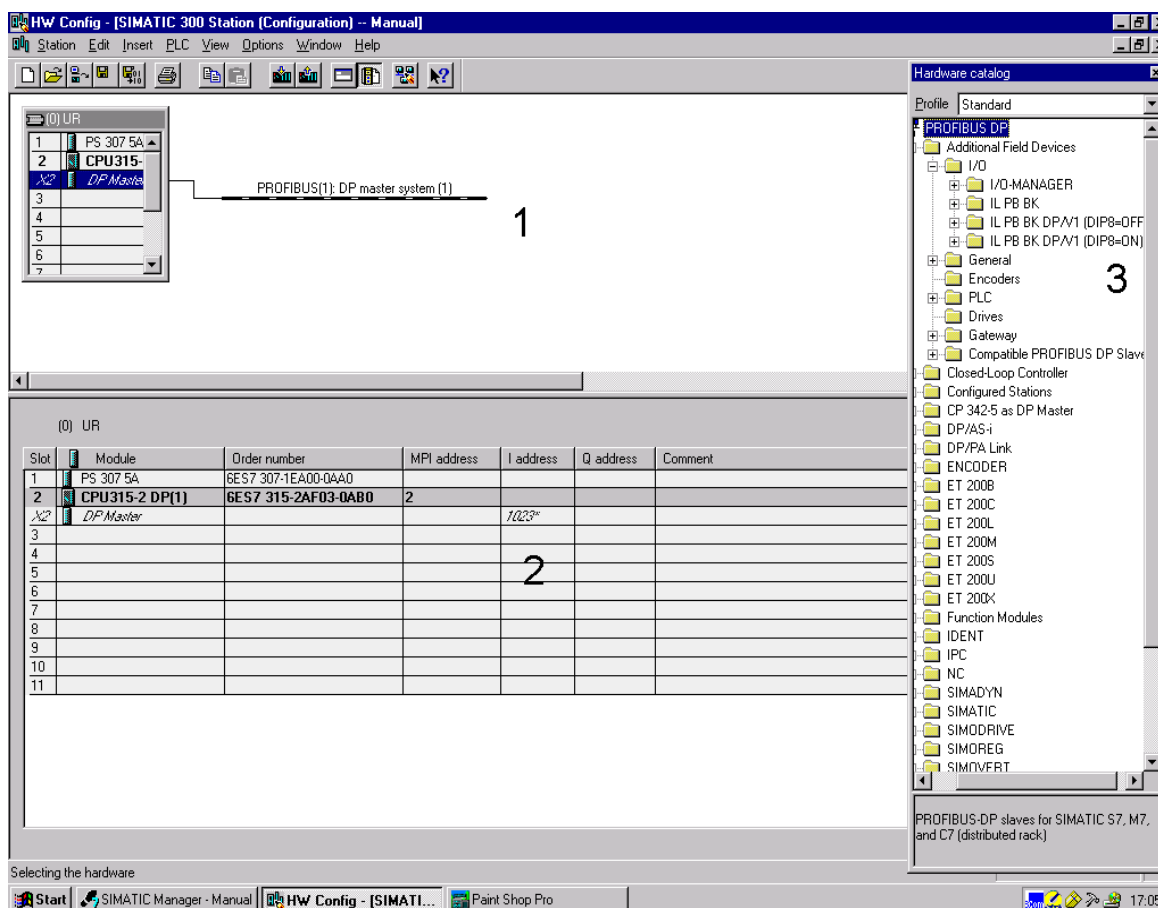 HW Config - [SIMATIC 300 Station (Configuration) -- Manual]
Station Edit Insert PLC View Options Window Help
(0) UR
1 PS 307 5A
2 CPU315-
X2 DP Master
3
4
5
6
7
PROFIBUS(1): DP master system (1)
1
(0) UR
Slot Module Order number MPI address I address Q address Comment
1 PS 307 5A 6ES7 307-1EA00-0AA0
2 CPU315-2 DP(1) 6ES7 315-2AF03-0AB0 2
X2 DP Master 1023*
3
4
5
6
7
8
9
10
11
2
Hardware catalog
Profile Standard
PROFIBUS DP
Additional Field Devices
I/O
I/O-MANAGER
IL PB BK
IL PB BK DP/V1 (DIP8=OFF
IL PB BK DP/V1 (DIP8=ON)
General
Encoders
PLC
Drives
Gateway
Compatible PROFIBUS DP Slave
Closed-Loop Controller
Configured Stations
CP 342-5 as DP Master
DP/AS-i
DP/PA Link
ENCODER
ET 200B
ET 200C
ET 200L
ET 200M
ET 200S
ET 200U
ET 200X
Function Modules
IDENT
IPC
NC
SIMADYN
SIMATIC
SIMODRIVE
SIMOREG
SIMOVERT
3
PROFIBUS-DP slaves for SIMATIC S7, M7,
and C7 (distributed rack)
Selecting the hardware
Start SIMATIC Manager - Manual HW Config - [SIMATI... Paint Shop Pro 17:05